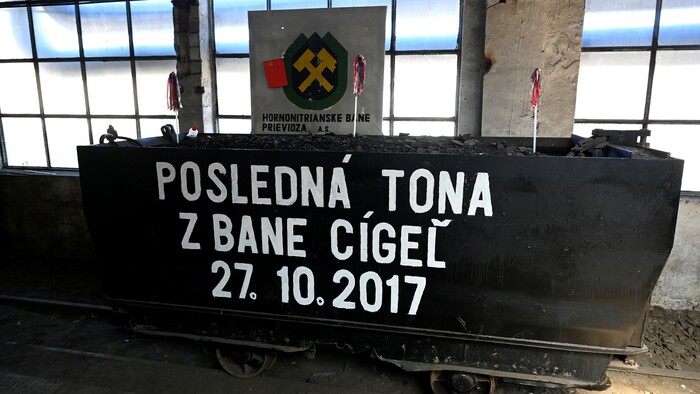 HORNONITRIANSKE BANE
PRIEVIDZA, A.S.
POSLEDNÁ TONA
Z BANE CÍGEĽ
27. 10. 2017